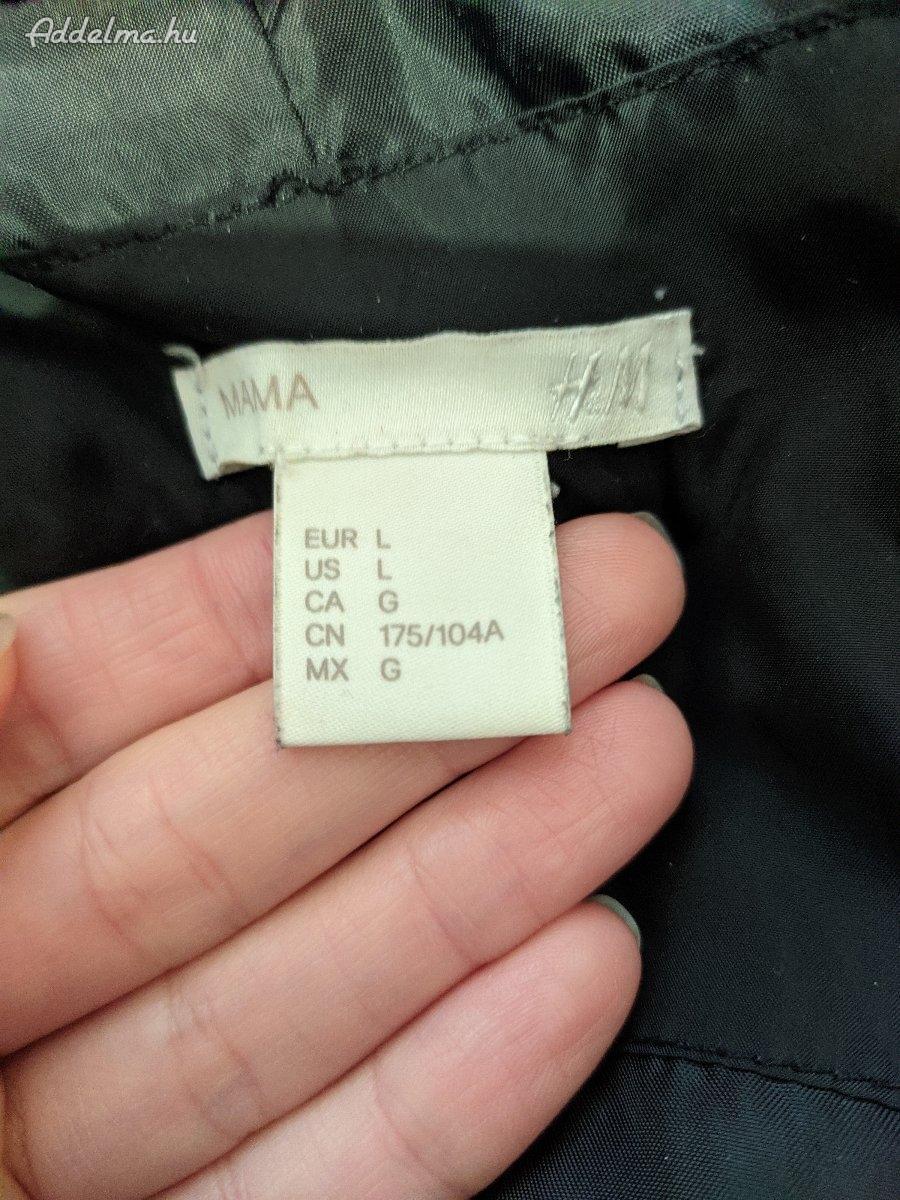 Addelma.hu
MAMA H&M
EUR L
US L
CA G
CN 175/104A
MX G